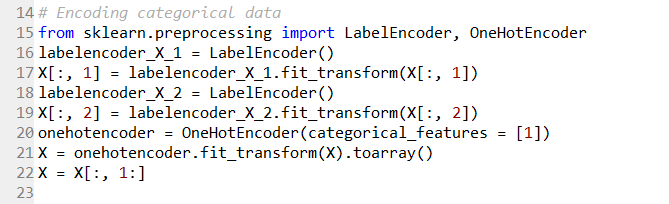 14 # Encoding categorical data
15 from sklearn.preprocessing import LabelEncoder, OneHotEncoder
16 labelencoder_X_1 = LabelEncoder()
17 X[:, 1] = labelencoder_X_1.fit_transform(X[:, 1])
18 labelencoder_X_2 = LabelEncoder()
19 X[:, 2] = labelencoder_X_2.fit_transform(X[:, 2])
20 onehotencoder = OneHotEncoder(categorical_features = [1])
21 X = onehotencoder.fit_transform(X).toarray()
22 X = X[:, 1:]
23